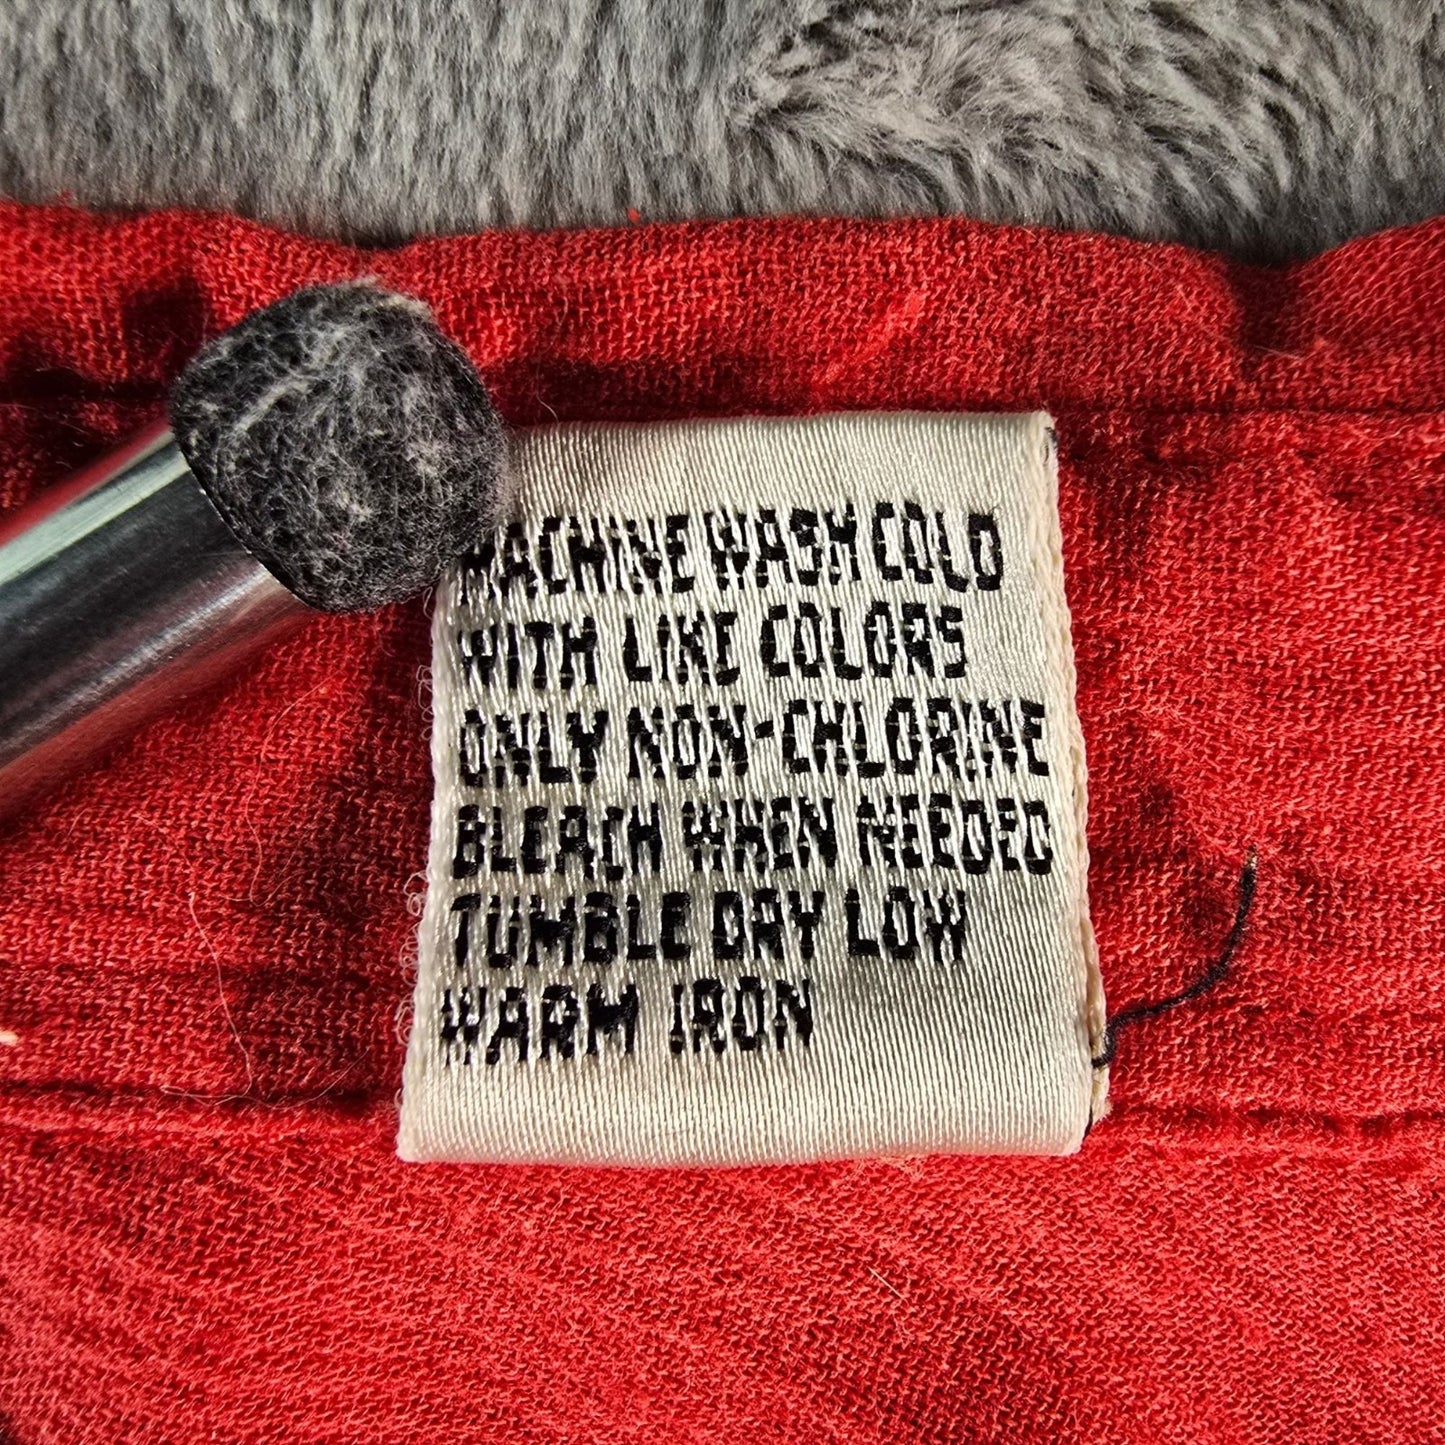 MACHINE WASH COLD
WITH LIKE COLORS
ONLY NON-CHLORINE
BLEACH WHEN NEEDED
TUMBLE DRY LOW
WARM IRON